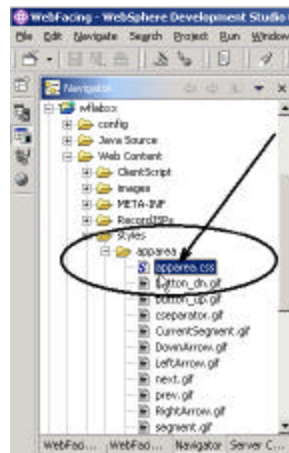 WebFacing - WebSphere Development Studio
File Edit Navigate Search Project Run Window
Navigator
wflabxx
config
Java Source
Web Content
ClientScript
images
META-INF
RecordJSPs
styles
apparea
apparea.css
button_dn.gif
button_up.gif
cseparator.gif
CurrentSegment.gif
DownArrow.gif
LeftArrow.gif
next.gif
prev.gif
RightArrow.gif
segment.gif
WebFac... WebFac... Navigator Server C...